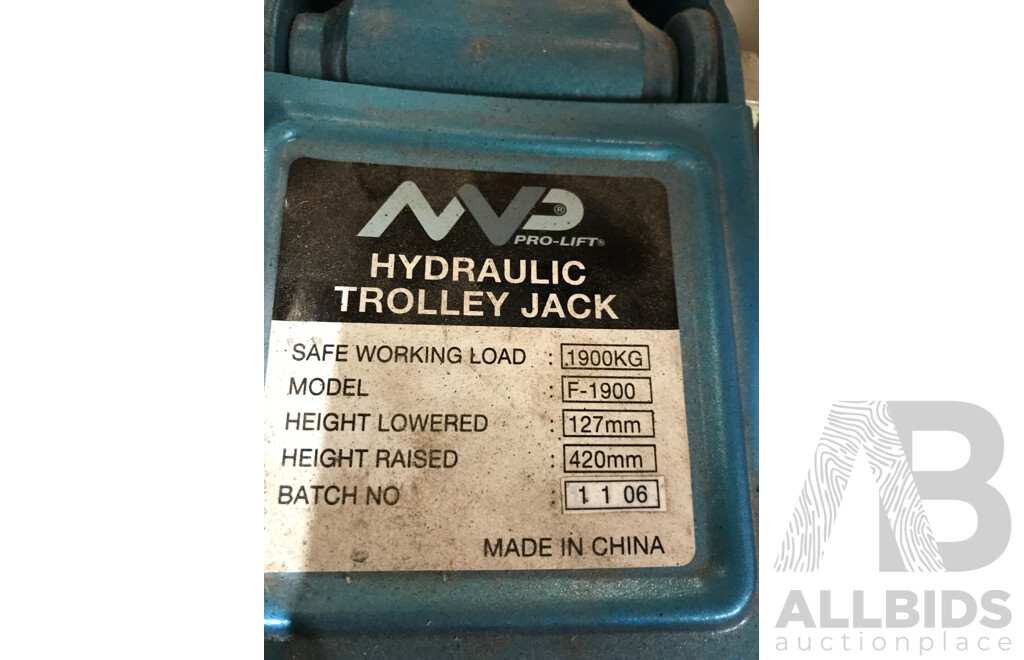 MVP®
PRO-LIFT®
HYDRAULIC
TROLLEY JACK
SAFE WORKING LOAD : 1900KG
MODEL : F-1900
HEIGHT LOWERED : 127mm
HEIGHT RAISED : 420mm
BATCH NO : 1 1 06
MADE IN CHINA
AB
ALLBIDS
auctionplace